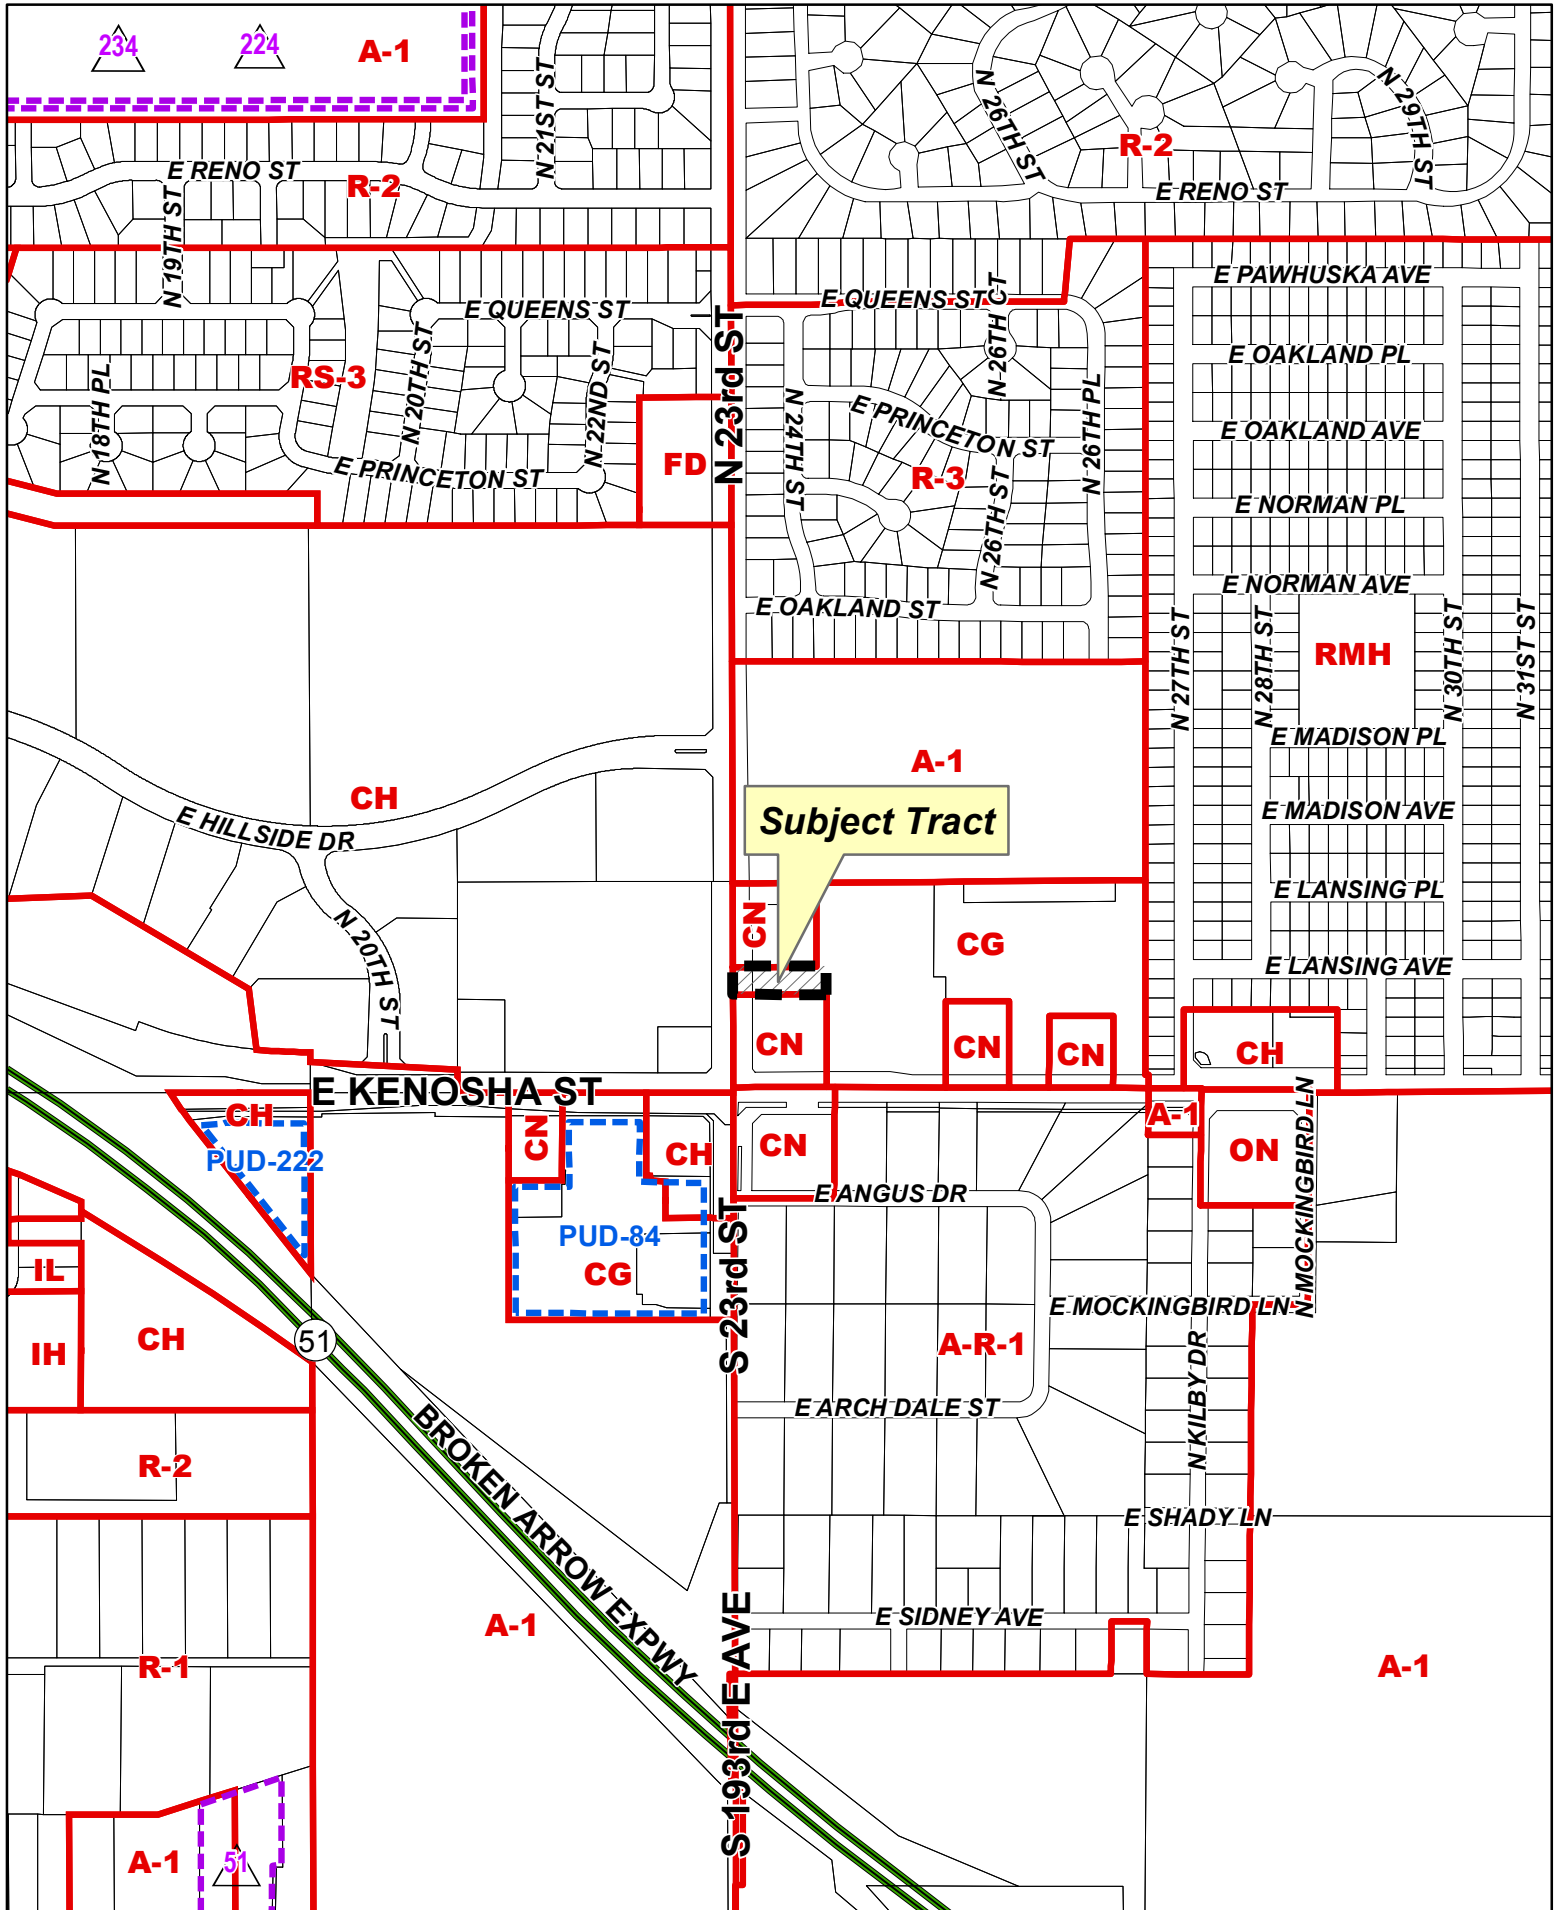 234
224
A-1
N 21ST ST
N 26TH ST
N 29TH ST
R-2
E RENO ST
R-2
E RENO ST
N 19TH ST
E PAWHUSKA AVE
E QUEENS ST
E QUEENS ST
N 26TH CT
N 23rd ST
E OAKLAND PL
RS-3
N 18TH PL
N 20TH ST
N 22ND ST
N 24TH ST
E PRINCETON ST
N 26TH PL
E OAKLAND AVE
E PRINCETON ST
FD
R-3
N 26TH ST
E NORMAN PL
E NORMAN AVE
E OAKLAND ST
N 27TH ST
N 28TH ST
RMH
N 30TH ST
N 31ST ST
E MADISON PL
A-1
CH
E HILLSIDE DR
Subject Tract
E MADISON AVE
E LANSING PL
CN
CG
N 20TH ST
E LANSING AVE
CN
CN
CN
CH
E KENOSHA ST
CH
PUD-222
CN
CH
CN
A-1
ON
N MOCKINGBIRD LN
E ANGUS DR
PUD-84
CG
S 23rd ST
IL
IH
CH
51
E MOCKINGBIRD LN
A-R-1
N KILBY DR
E ARCH DALE ST
R-2
BROKEN ARROW EXPWY
E SHADY LN
A-1
S 193rd E AVE
E SIDNEY AVE
R-1
A-1
A-1
51